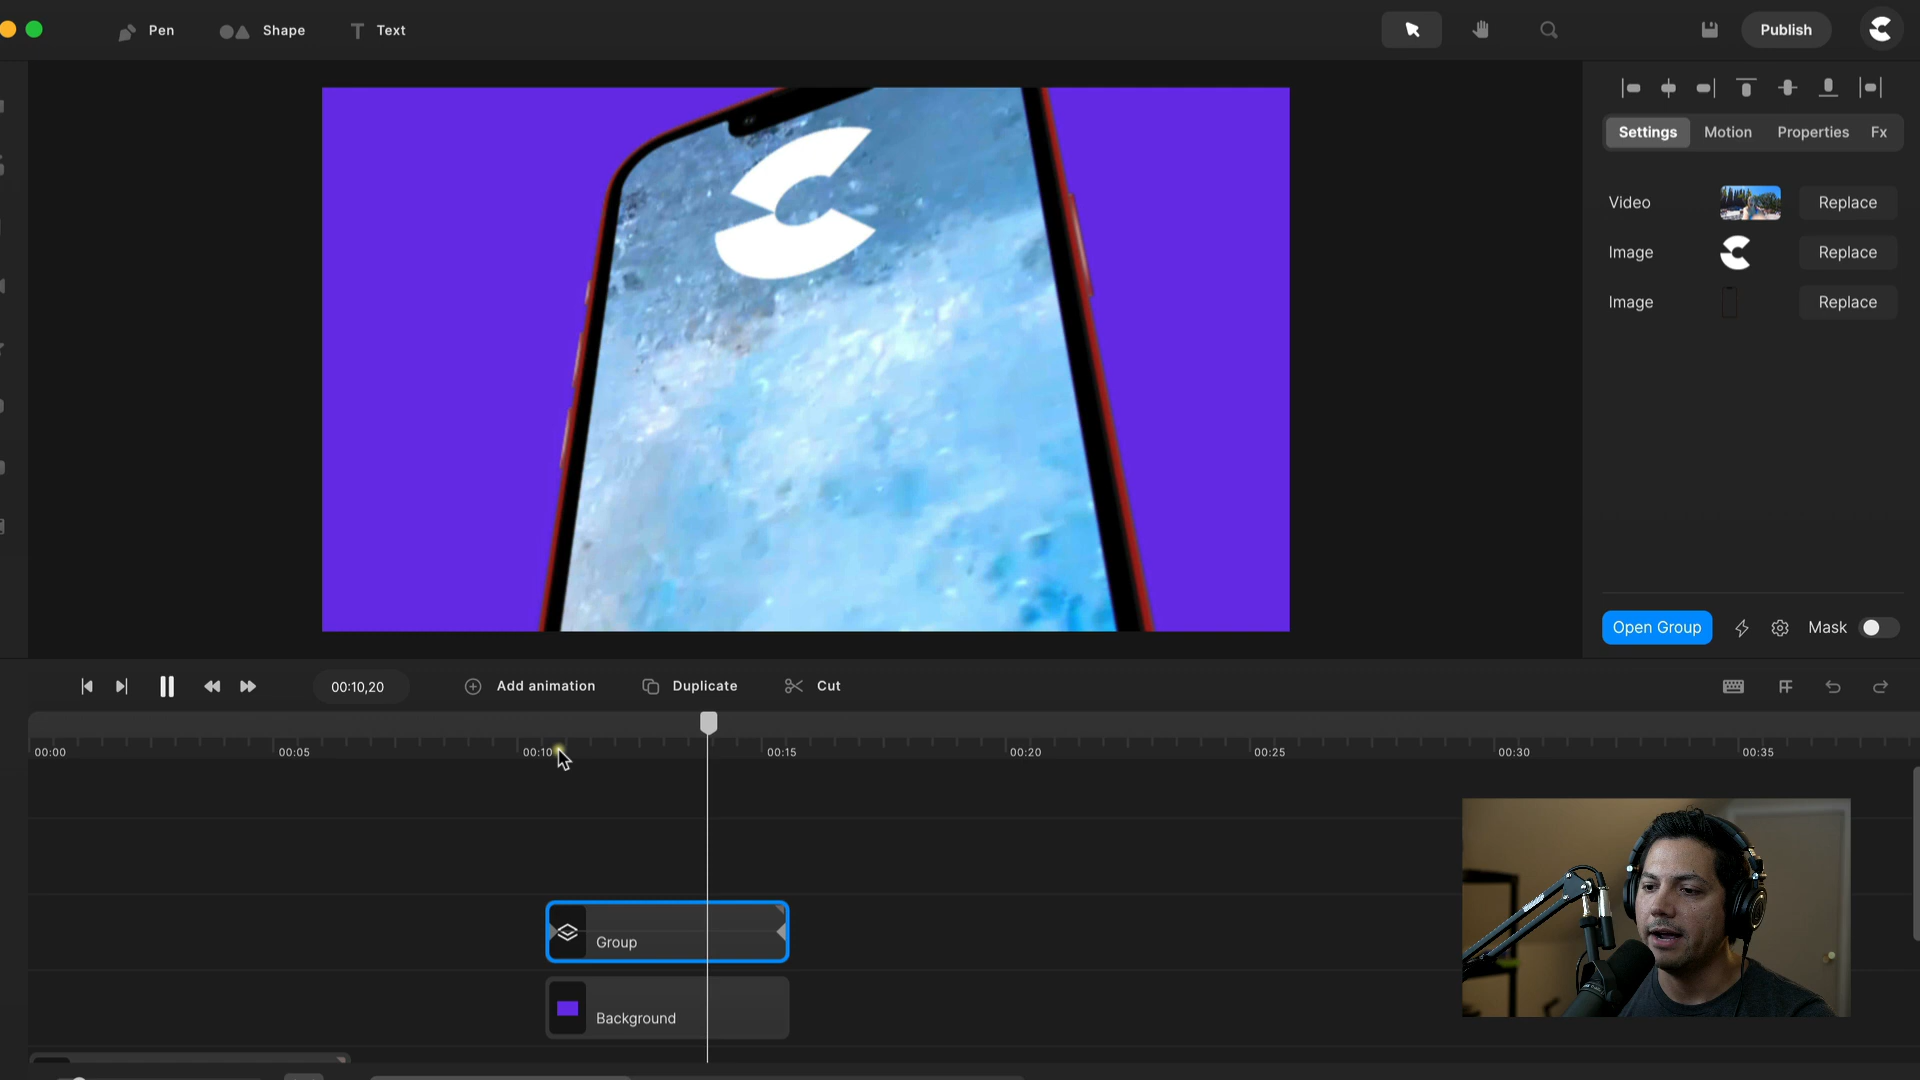 Pen
Shape
Text
Publish
Settings
Motion
Properties
Fx
Video
Replace
Image
Replace
Image
Replace
Open Group
Mask
00:10,20
Add animation
Duplicate
Cut
00:00
00:05
00:10
00:15
00:20
00:25
00:30
00:35
Group
Background